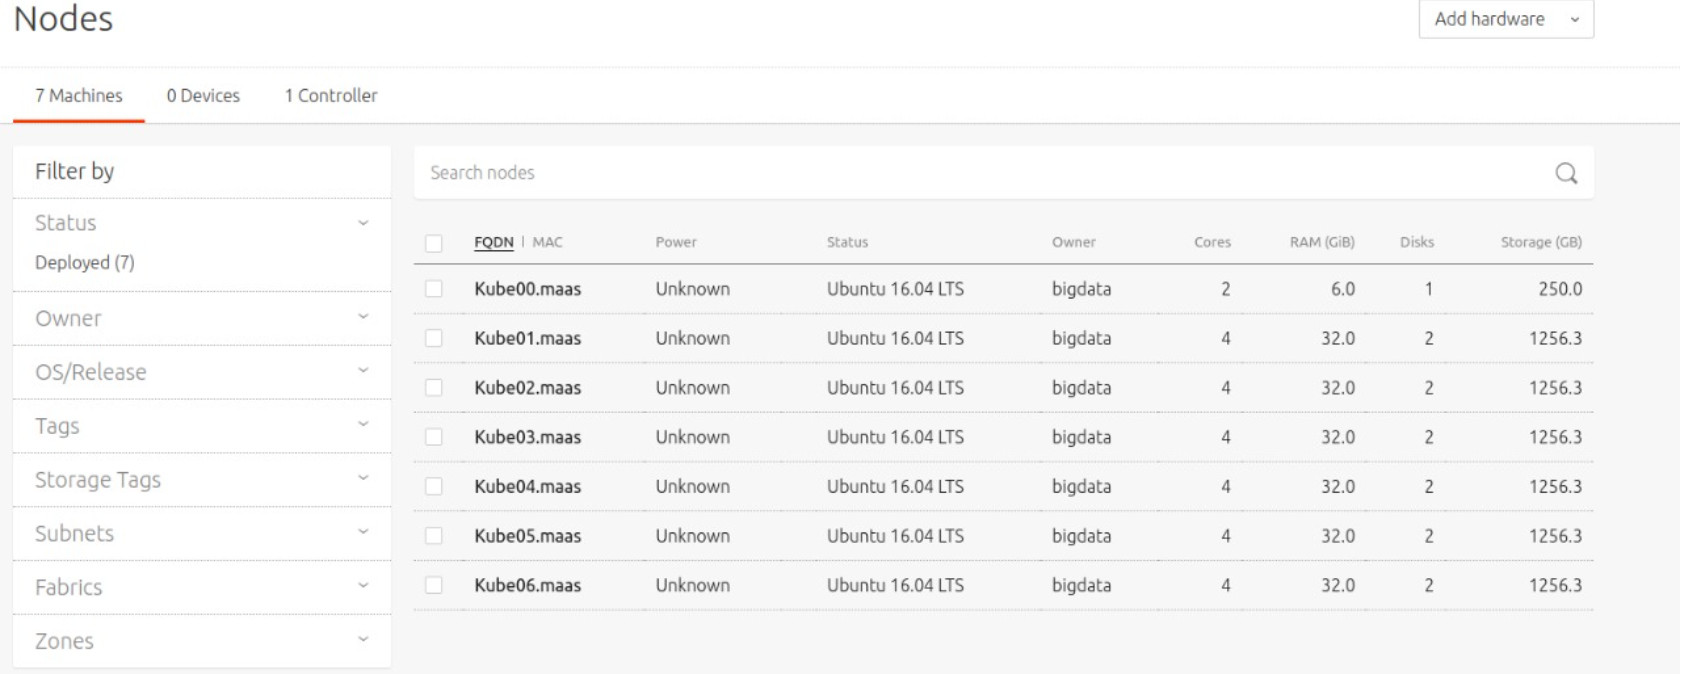 Nodes
Add hardware
7 Machines 0 Devices 1 Controller
Filter by
Status
Deployed (7)
Owner
OS/Release
Tags
Storage Tags
Subnets
Fabrics
Zones
Search nodes
FQDN | MAC Power Status Owner Cores RAM (GiB) Disks Storage (GB)
Kube00.maas Unknown Ubuntu 16.04 LTS bigdata 2 6.0 1 250.0
Kube01.maas Unknown Ubuntu 16.04 LTS bigdata 4 32.0 2 1256.3
Kube02.maas Unknown Ubuntu 16.04 LTS bigdata 4 32.0 2 1256.3
Kube03.maas Unknown Ubuntu 16.04 LTS bigdata 4 32.0 2 1256.3
Kube04.maas Unknown Ubuntu 16.04 LTS bigdata 4 32.0 2 1256.3
Kube05.maas Unknown Ubuntu 16.04 LTS bigdata 4 32.0 2 1256.3
Kube06.maas Unknown Ubuntu 16.04 LTS bigdata 4 32.0 2 1256.3